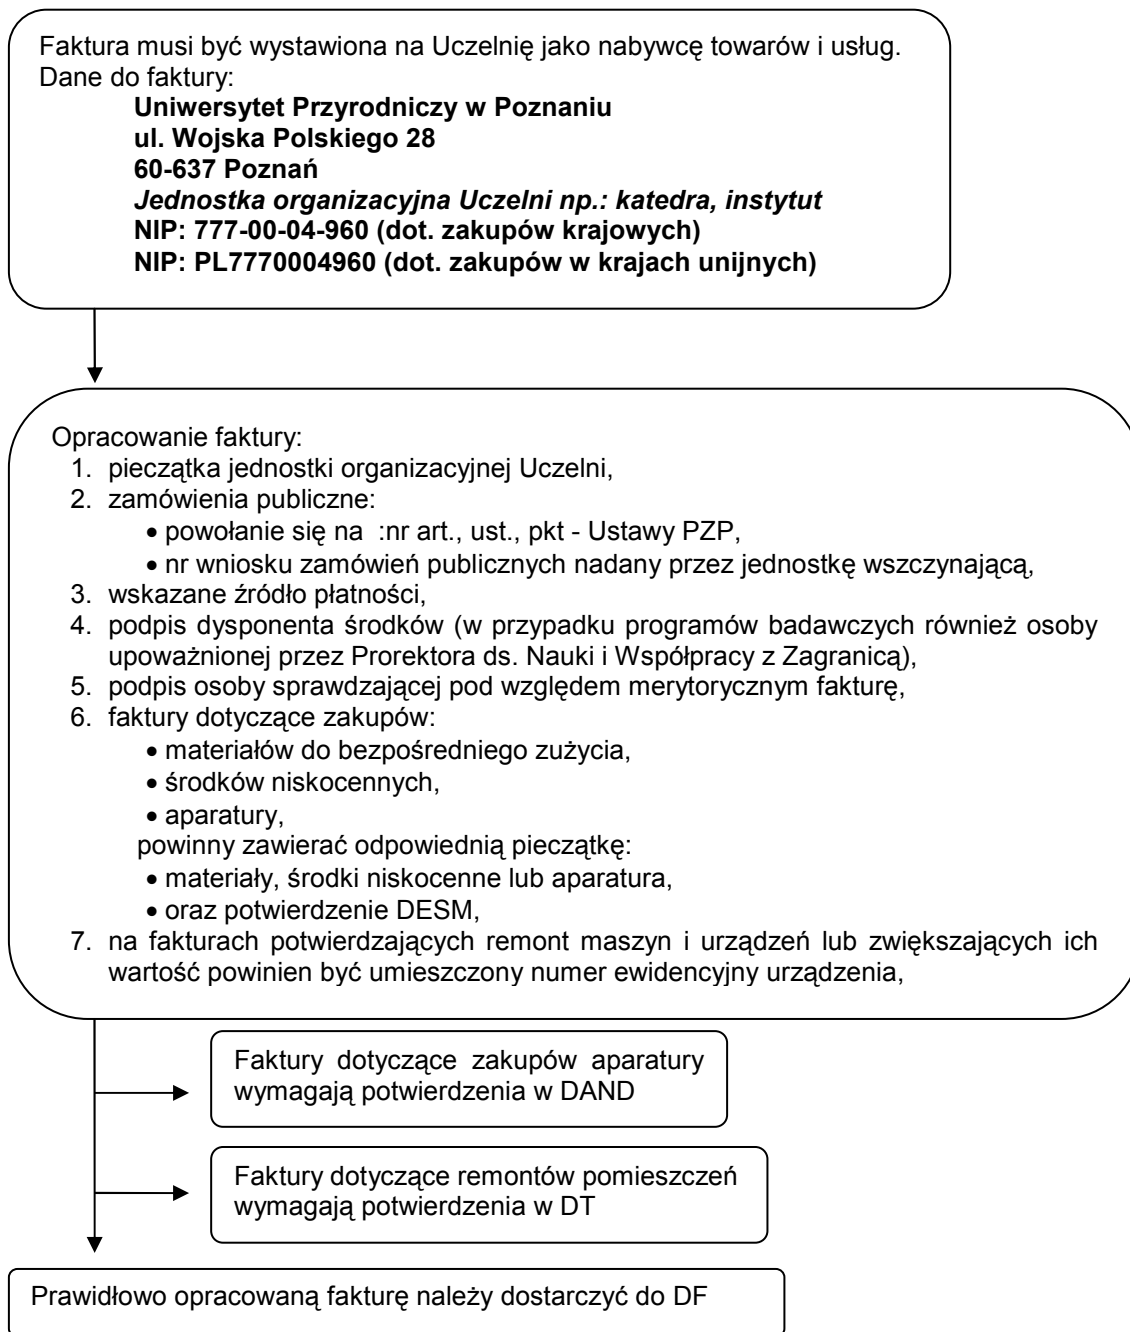 Faktura musi być wystawiona na Uczelnię jako nabywcę towarów i usług.
Dane do faktury:
Uniwersytet Przyrodniczy w Poznaniu
ul. Wojska Polskiego 28
60-637 Poznań
Jednostka organizacyjna Uczelni np.: katedra, instytut
NIP: 777-00-04-960 (dot. zakupów krajowych)
NIP: PL7770004960 (dot. zakupów w krajach unijnych)
Opracowanie faktury:
1. pieczątka jednostki organizacyjnej Uczelni,
2. zamówienia publiczne:
• powołanie się na :nr art., ust., pkt - Ustawy PZP,
• nr wniosku zamówień publicznych nadany przez jednostkę wszczynającą,
3. wskazane źródło płatności,
4. podpis dysponenta środków (w przypadku programów badawczych również osoby
upoważnionej przez Prorektora ds. Nauki i Współpracy z Zagranicą),
5. podpis osoby sprawdzającej pod względem merytorycznym fakturę,
6. faktury dotyczące zakupów:
• materiałów do bezpośredniego zużycia,
• środków niskocennych,
• aparatury,
powinny zawierać odpowiednią pieczątkę:
• materiały, środki niskocenne lub aparatura,
• oraz potwierdzenie DESM,
7. na fakturach potwierdzających remont maszyn i urządzeń lub zwiększających ich
wartość powinien być umieszczony numer ewidencyjny urządzenia,
Faktury dotyczące zakupów aparatury
wymagają potwierdzenia w DAND
Faktury dotyczące remontów pomieszczeń
wymagają potwierdzenia w DT
Prawidłowo opracowaną fakturę należy dostarczyć do DF